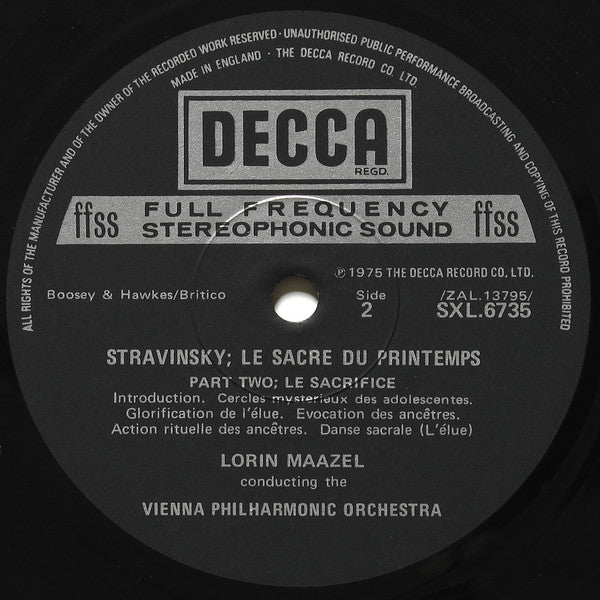 ALL RIGHTS OF THE MANUFACTURER AND OF THE OWNER OF THE RECORDED WORK RESERVED · UNAUTHORISED PUBLIC PERFORMANCE BROADCASTING AND COPYING OF THIS RECORD PROHIBITED
MADE IN ENGLAND · THE DECCA RECORD CO. LTD.
DECCA
REGD.
ffss FULL FREQUENCY STEREOPHONIC SOUND ffss
℗ 1975 THE DECCA RECORD CO. LTD.
Boosey & Hawkes/Britico
Side
2
/ZAL.13795/
SXL.6735
STRAVINSKY; LE SACRE DU PRINTEMPS
PART TWO; LE SACRIFICE
Introduction. Cercles mysterieux des adolescentes.
Glorification de l'élue. Evocation des ancêtres.
Action rituelle des ancêtres. Danse sacrale (L'élue)
LORIN MAAZEL
conducting the
VIENNA PHILHARMONIC ORCHESTRA